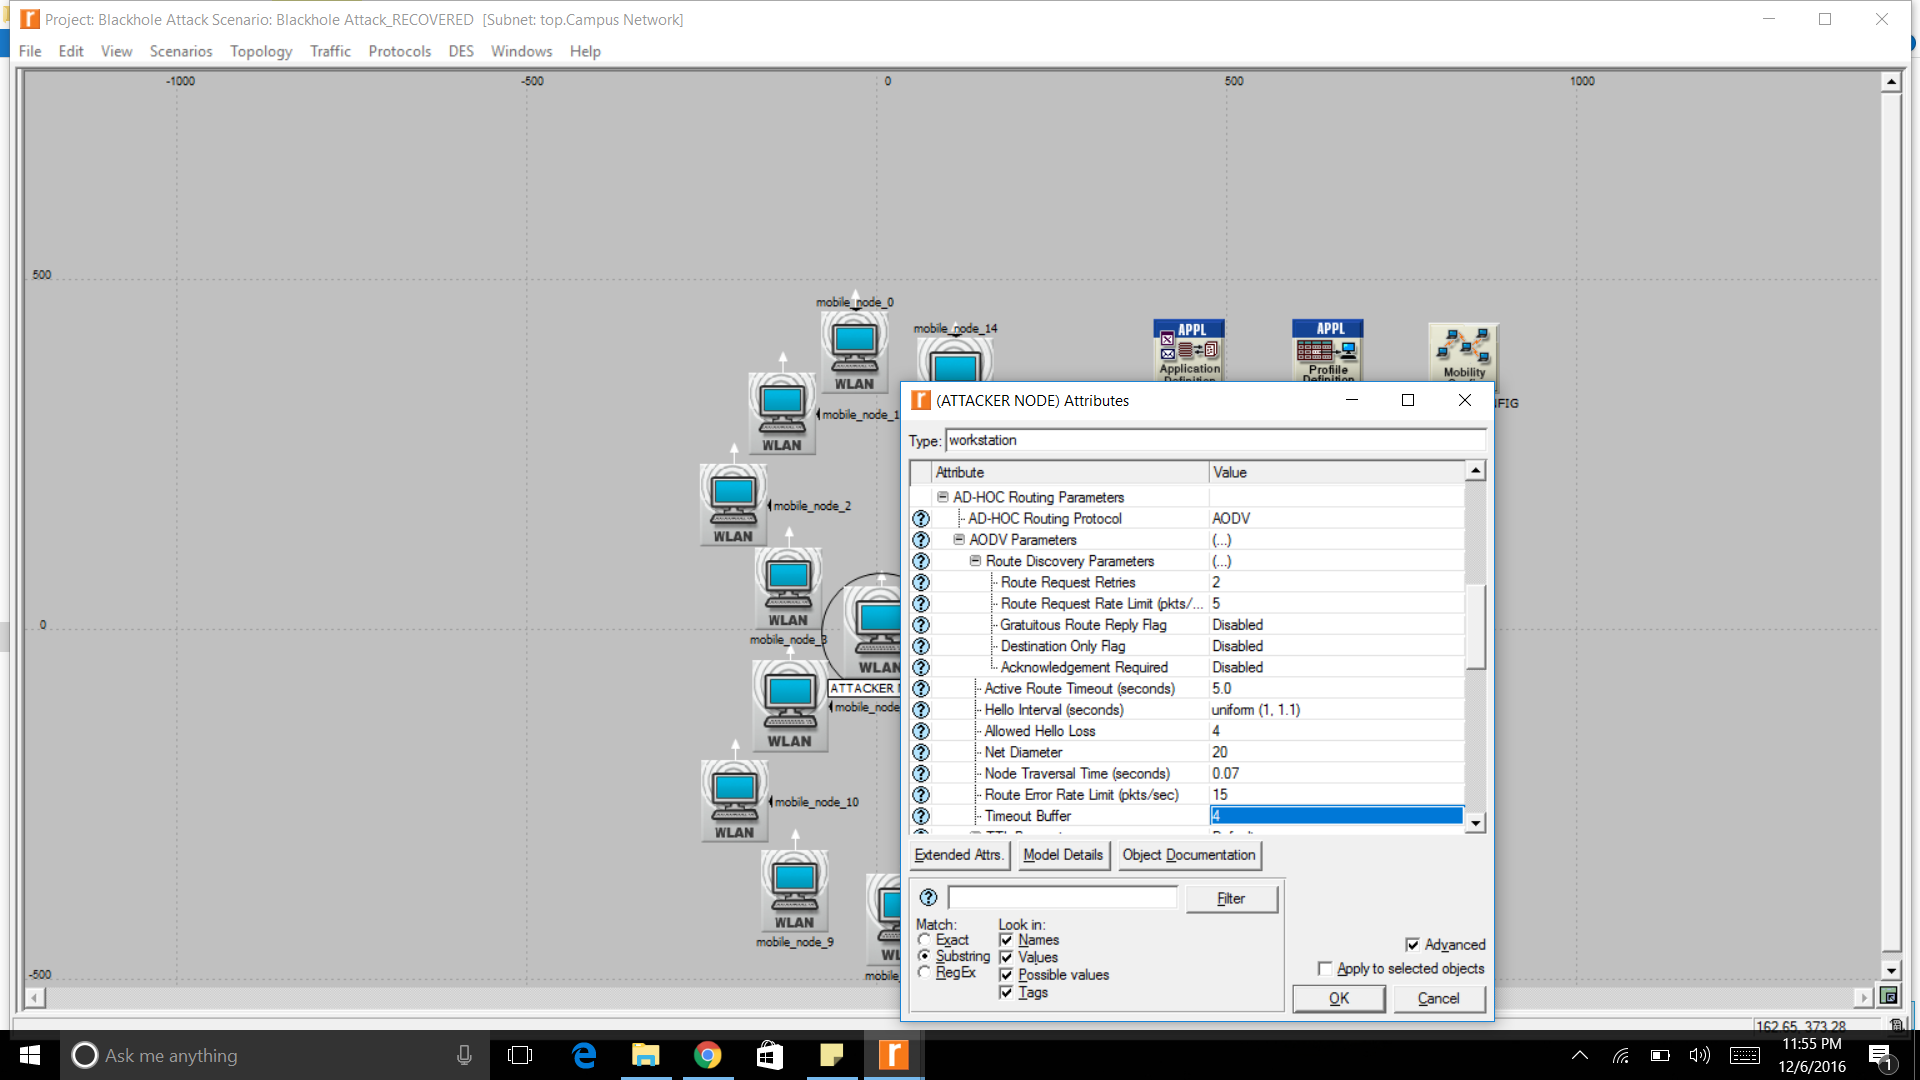 Project: Blackhole Attack Scenario: Blackhole Attack_RECOVERED [Subnet: top.Campus Network]
File Edit View Scenarios Topology Traffic Protocols DES Windows Help
-1000 -500 0 500 1000
500
0
-500
mobile_node_0
WLAN
mobile_node_14
mobile_node_1
WLAN
mobile_node_2
WLAN
mobile_node_3
WLAN
WLAN
ATTACKER
mobile_node
WLAN
mobile_node_10
WLAN
mobile_node_9
WLAN
APPL
Application
Definition
APPL
Profile
Definition
Mobility
(ATTACKER NODE) Attributes
Type: workstation
Attribute Value
AD-HOC Routing Parameters
AD-HOC Routing Protocol AODV
AODV Parameters (...)
Route Discovery Parameters (...)
Route Request Retries 2
Route Request Rate Limit (pkts/... 5
Gratuitous Route Reply Flag Disabled
Destination Only Flag Disabled
Acknowledgement Required Disabled
Active Route Timeout (seconds) 5.0
Hello Interval (seconds) uniform (1, 1.1)
Allowed Hello Loss 4
Net Diameter 20
Node Traversal Time (seconds) 0.07
Route Error Rate Limit (pkts/sec) 15
Timeout Buffer 4
Extended Attrs. Model Details Object Documentation
Filter
Match: Look in:
Exact Names
Substring Values
RegEx Possible values
Tags
Advanced
Apply to selected objects
OK Cancel
162.65, 373.28
Ask me anything
11:55 PM
12/6/2016
1